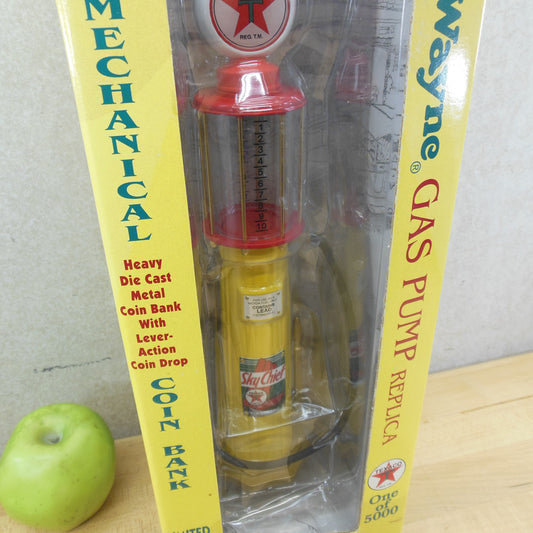 MECHANICAL
Heavy
Die Cast
Metal
Coin Bank
With
Lever-
Action
Coin Drop
COIN BANK
T
REG. T.M.
1
2
3
4
5
6
7
8
9
10
CONTAINS
LEAD
Sky Chief
wayne® GAS PUMP REPLICA
TEXACO
One
of
5000